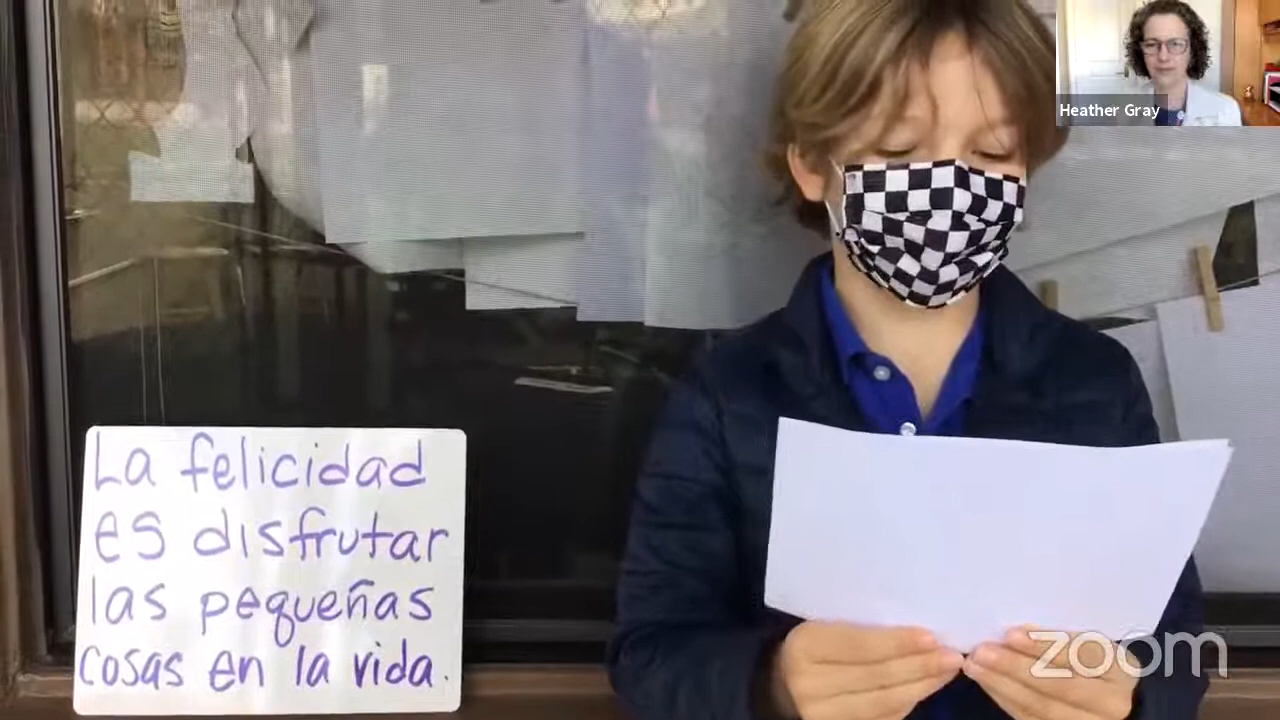 Heather Gray
La felicidad
es disfrutar
las pequeñas
cosas en la vida.
zoom